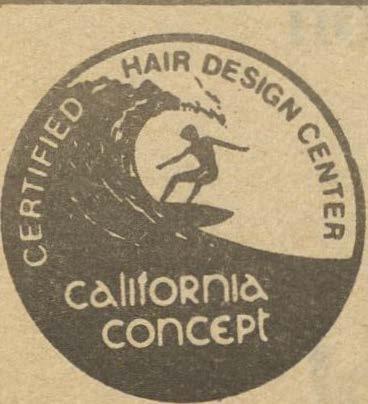 CERTIFIED HAIR DESIGN CENTER
california
concept